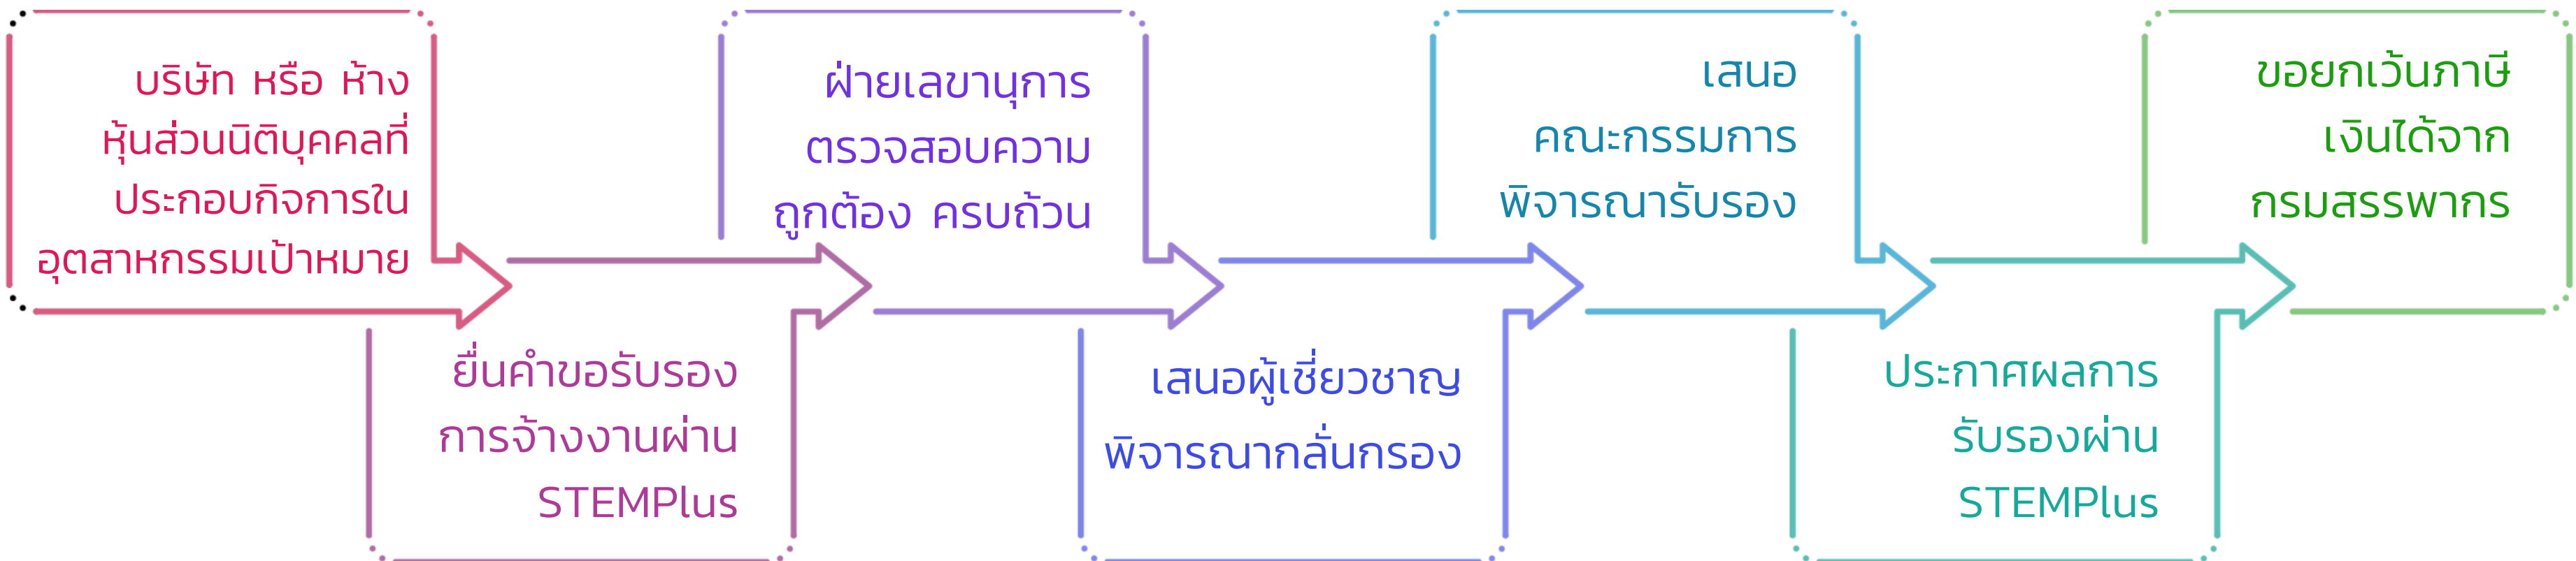 บริษัท หรือ ห้าง
หุ้นส่วนนิติบุคคลที่
ประกอบกิจการใน
อุตสาหกรรมเป้าหมาย
ยื่นคำขอรับรอง
การจ้างงานผ่าน
STEMPlus
ฝ่ายเลขานุการ
ตรวจสอบความ
ถูกต้อง ครบถ้วน
เสนอผู้เชี่ยวชาญ
พิจารณากลั่นกรอง
เสนอ
คณะกรรมการ
พิจารณารับรอง
ประกาศผลการ
รับรองผ่าน
STEMPlus
ขอยกเว้นภาษี
เงินได้จาก
กรมสรรพากร